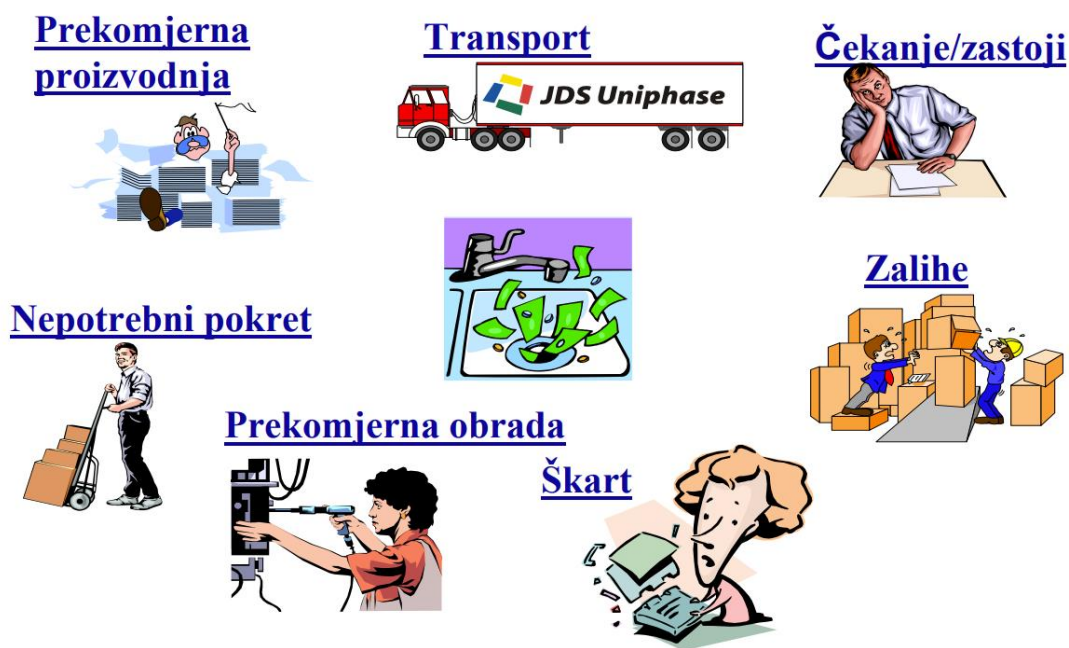 Prekomjerna
proizvodnja
Transport
JDS Uniphase
Čekanje/zastoji
Zalihe
Nepotrebni pokret
Prekomjerna obrada
Škart